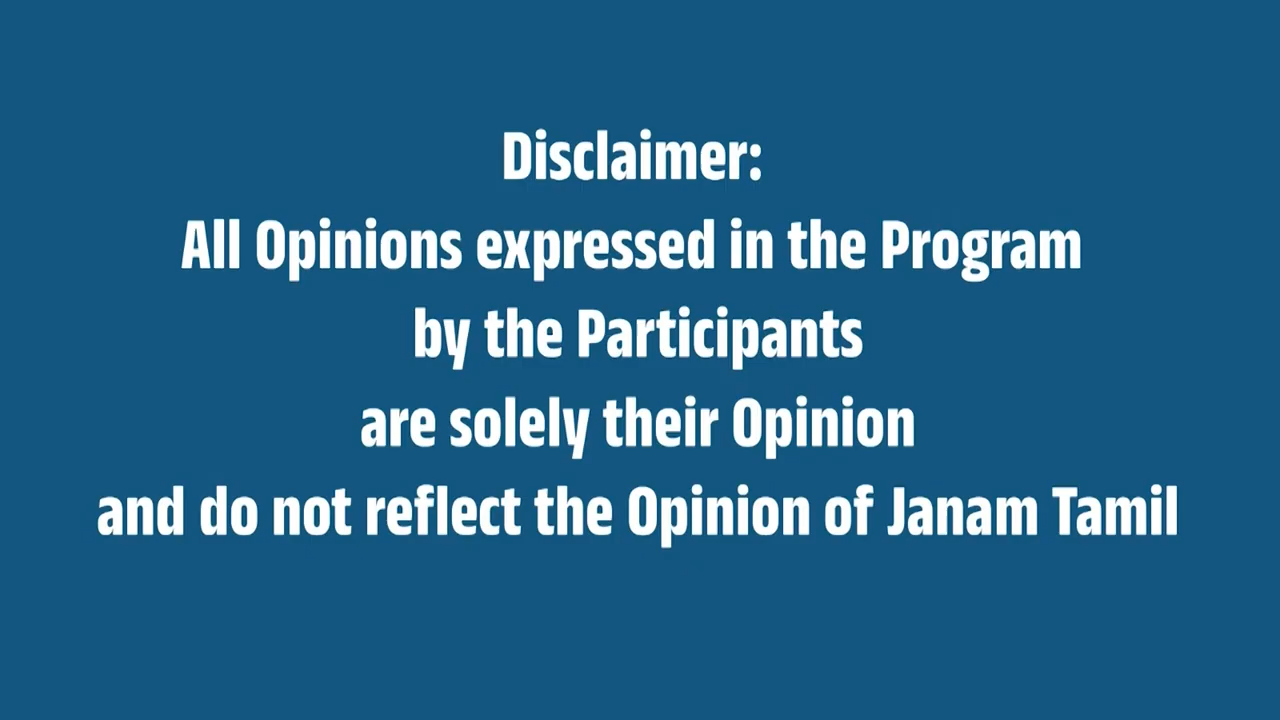 Disclaimer:
All Opinions expressed in the Program
by the Participants
are solely their Opinion
and do not reflect the Opinion of Janam Tamil